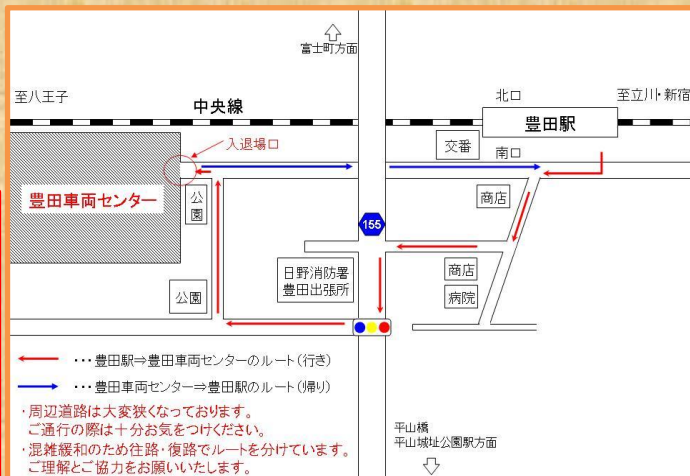 富士町方面
至八王子
中央線
北口
至立川・新宿
豊田駅
入退場口
交番
南口
豊田車両センター
公園
商店
155
日野消防署
豊田出張所
商店
公園
病院
・・・豊田駅⇒豊田車両センターのルート(行き)
・・・豊田車両センター⇒豊田駅のルート(帰り)
・周辺道路は大変狭くなっております。
ご通行の際は十分お気をつけください。
・混雑緩和のため往路・復路でルートを分けています。
ご理解とご協力をお願いいたします。
平山橋
平山城址公園駅方面